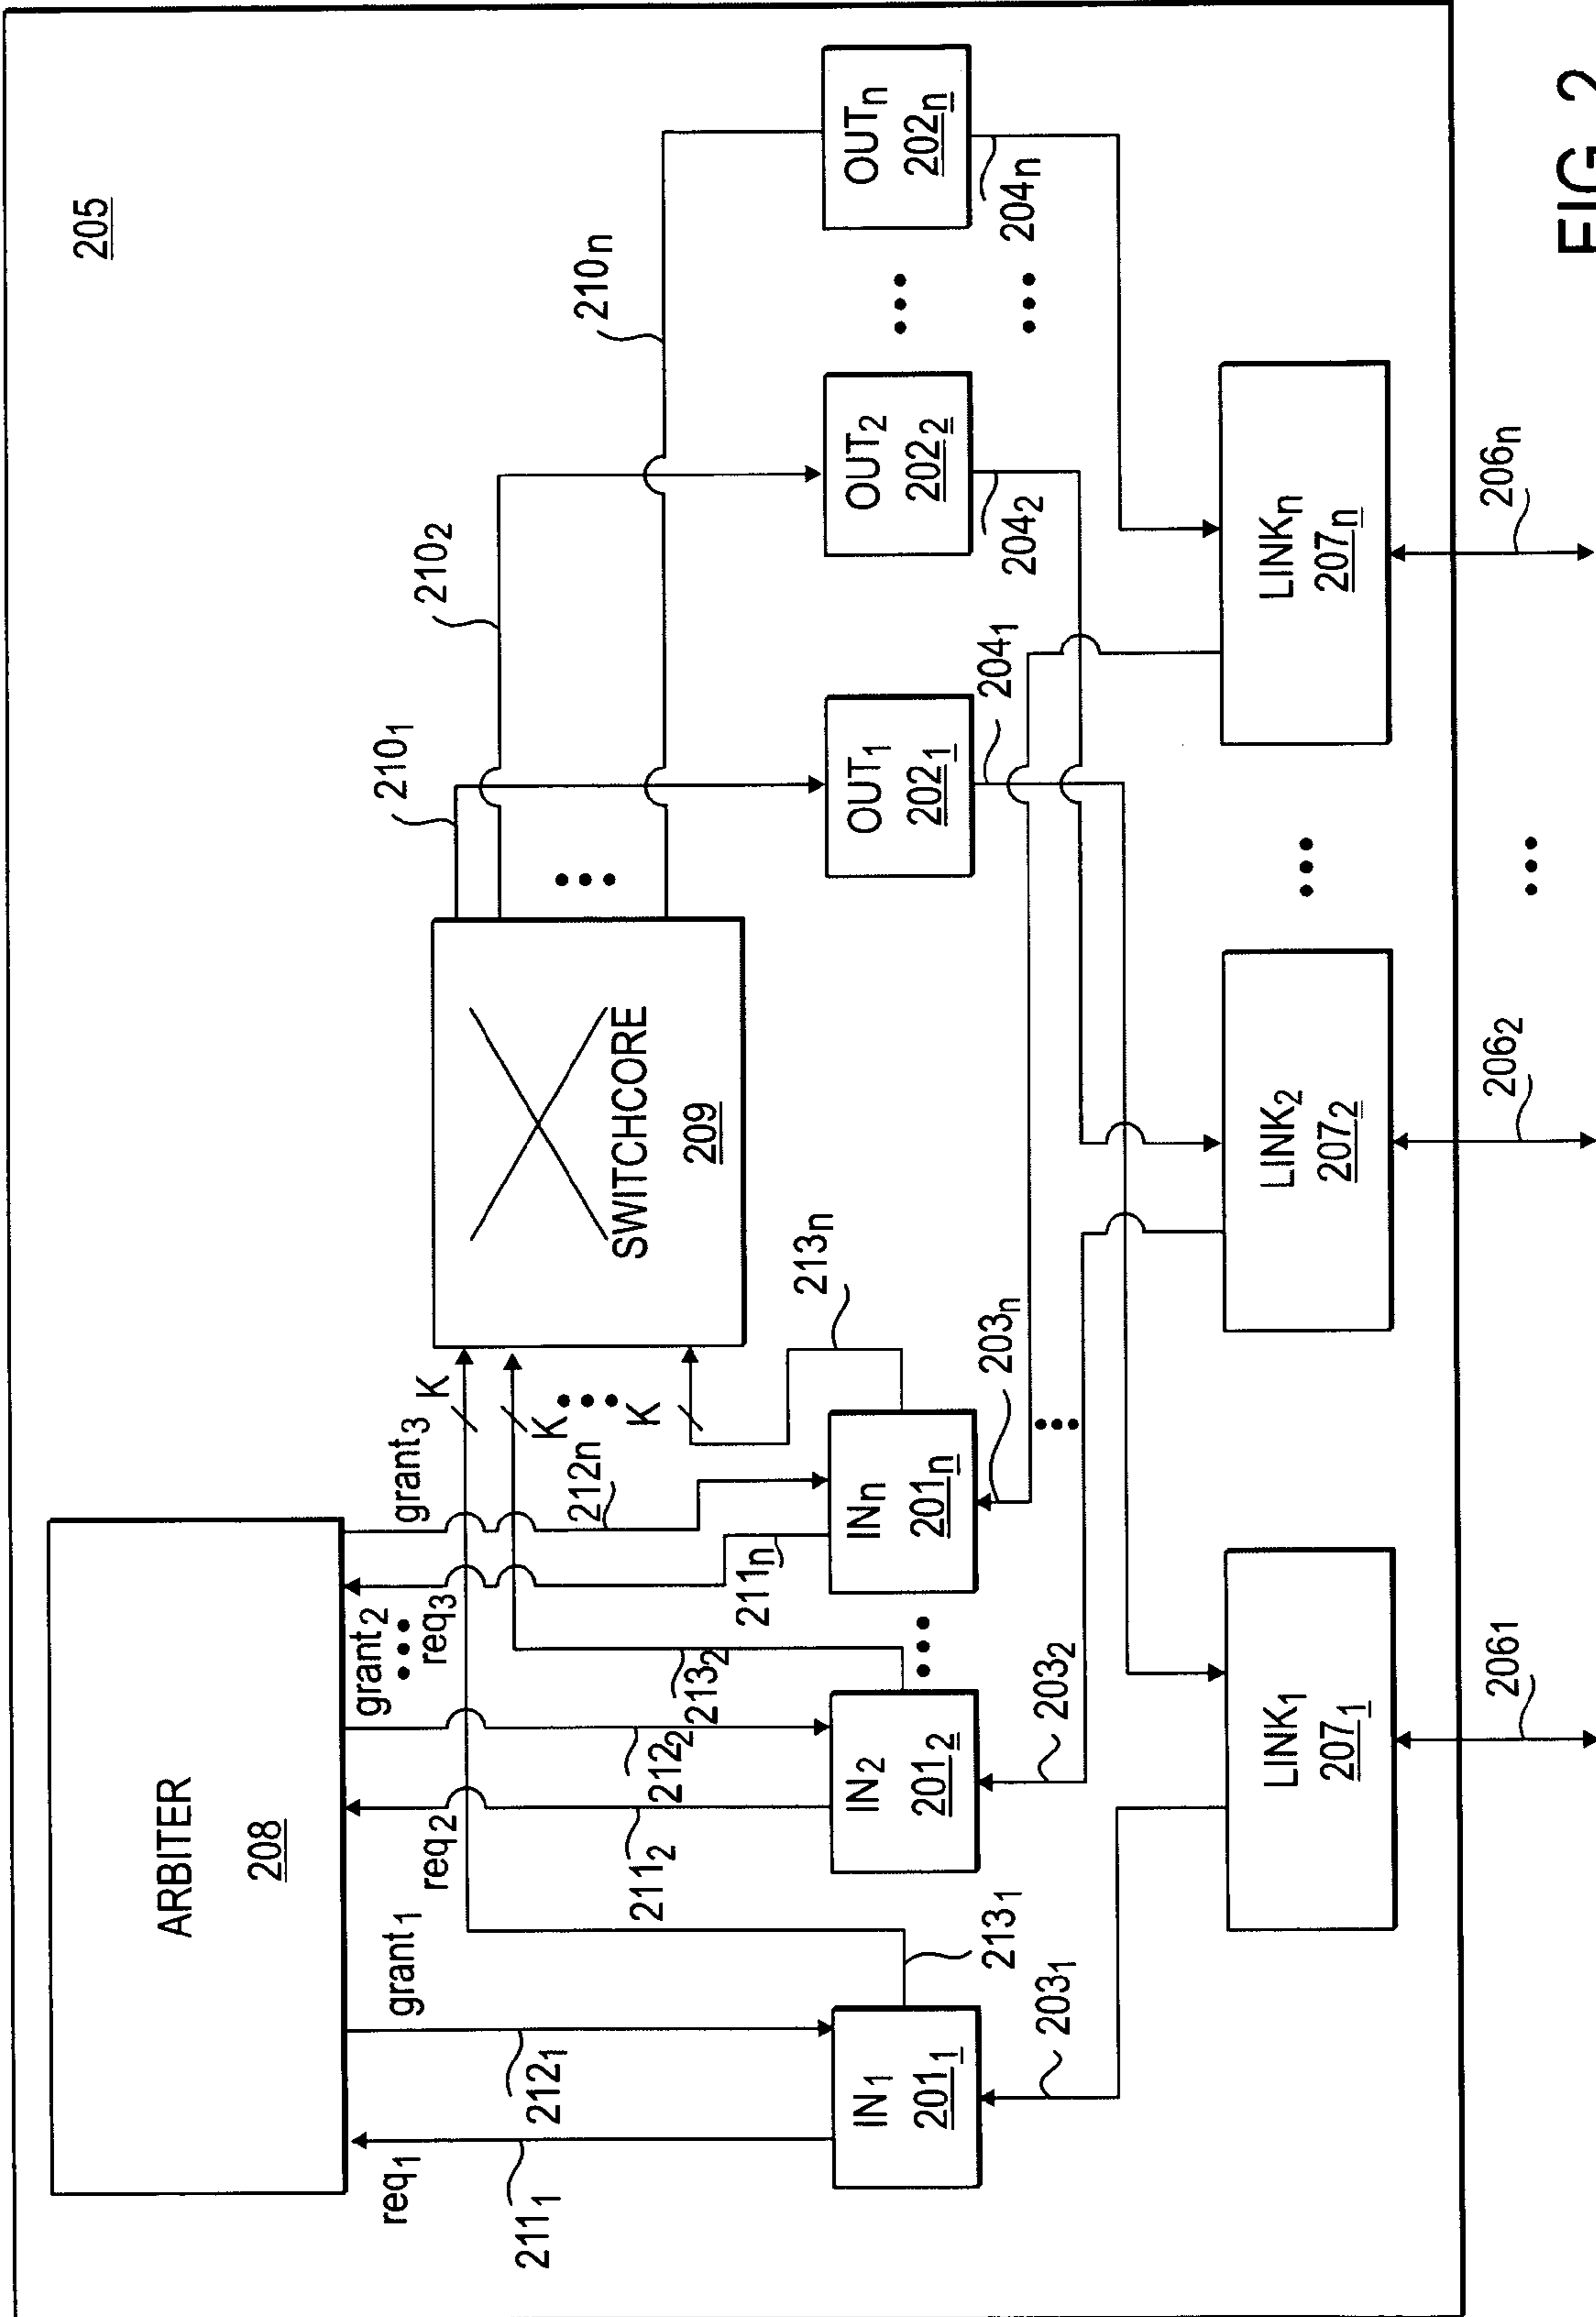 205
ARBITER
208
req₁
grant₁
req₂
grant₂
req₃
grant₃
211₁
212₁
211₂
212₂
213₂
211n
212n
K
K
K
SWITCHCORE
209
210₁
210₂
210n
213₁
213n
IN₁
201₁
IN₂
201₂
INn
201n
OUT₁
202₁
OUT₂
202₂
OUTn
202n
203₁
203₂
203n
204₁
204₂
204n
LINK₁
207₁
LINK₂
207₂
LINKn
207n
2061
206₂
206n
FIG. 2